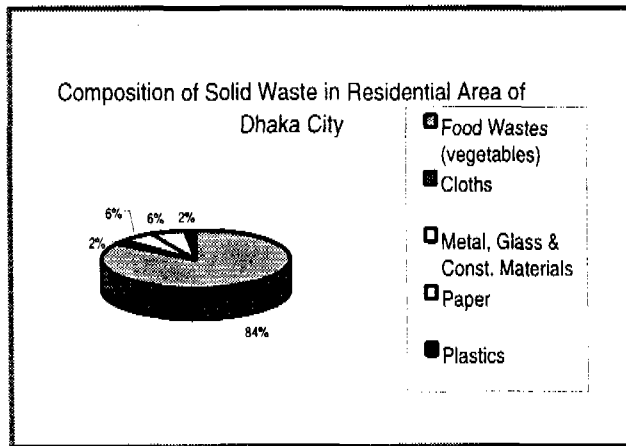 Composition of Solid Waste in Residential Area of
Dhaka City
Food Wastes
(vegetables)
Cloths
Metal, Glass &
Const. Materials
Paper
Plastics
6%
6%
2%
2%
84%